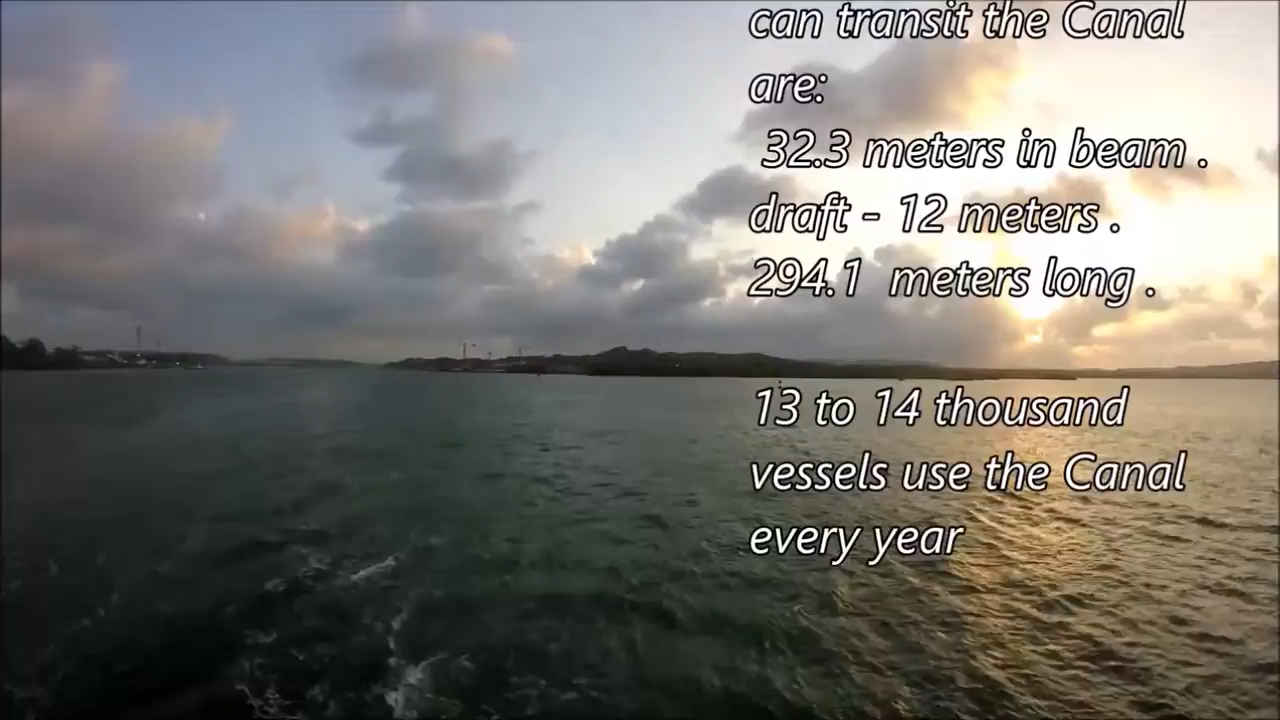 can transit the Canal
are:
32.3 meters in beam .
draft - 12 meters .
294.1 meters long .
13 to 14 thousand
vessels use the Canal
every year